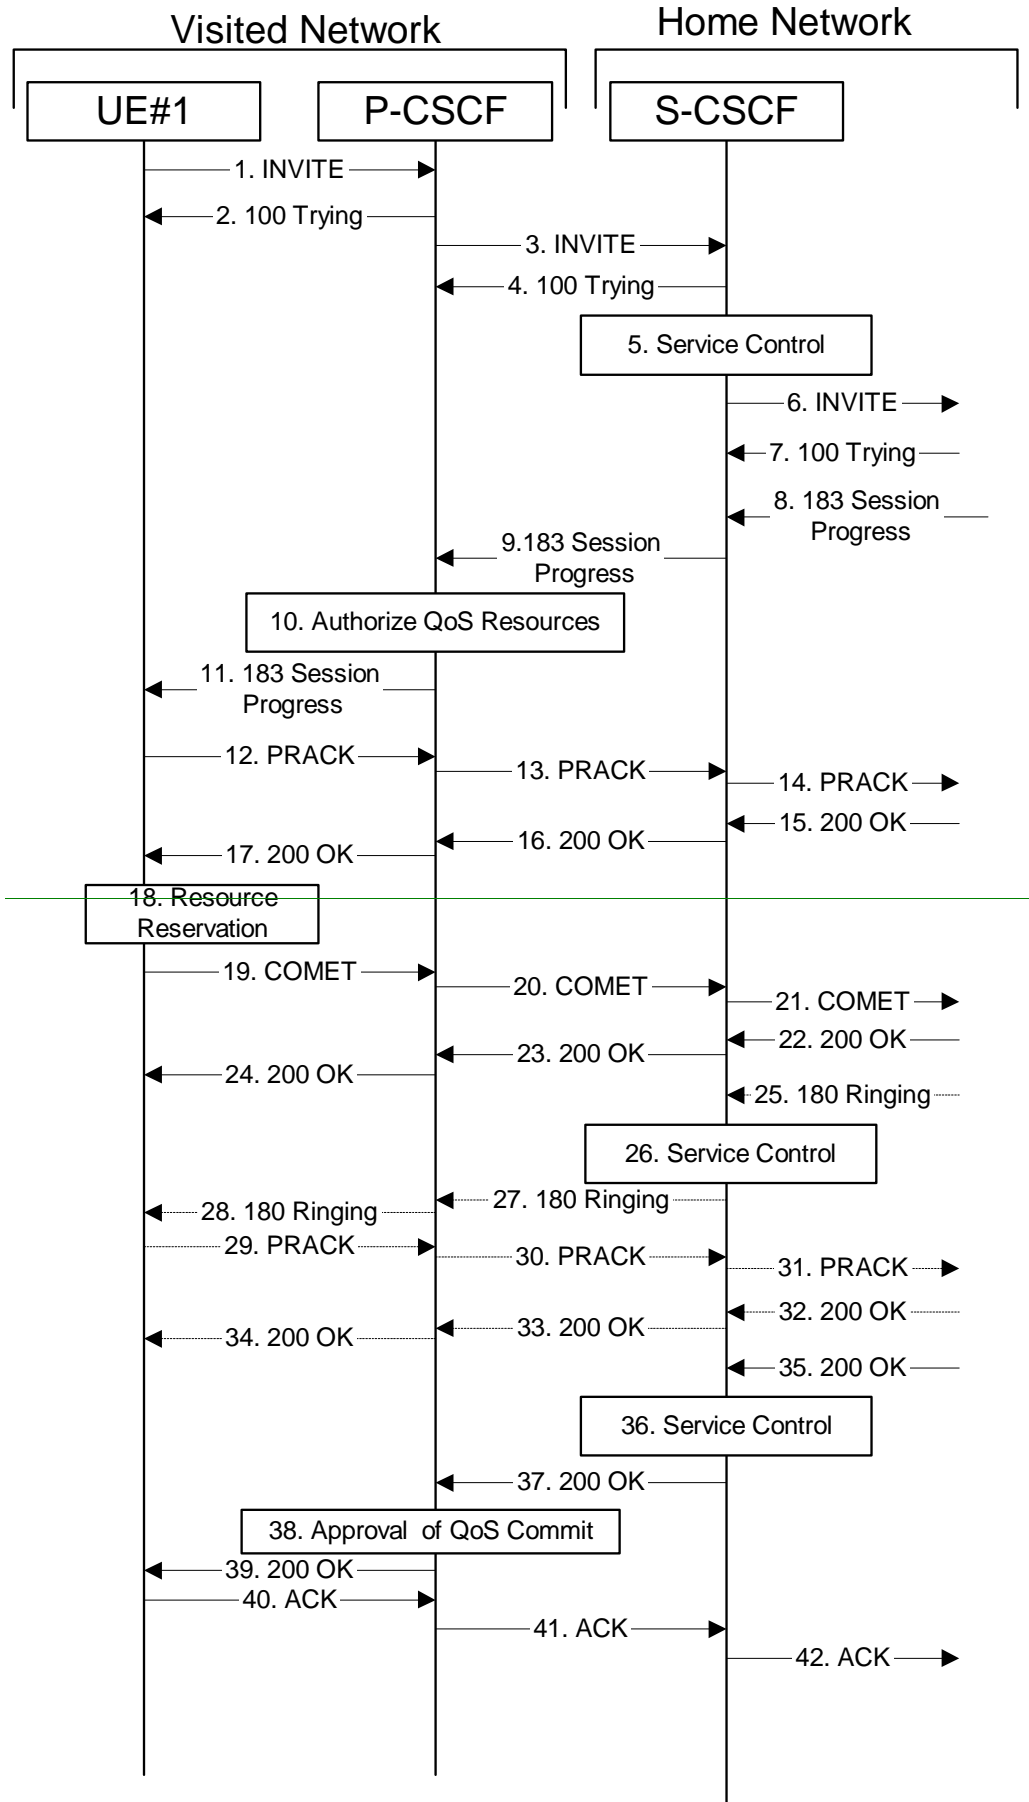 Visited Network
Home Network
UE#1
P-CSCF
S-CSCF
1. INVITE
2. 100 Trying
3. INVITE
4. 100 Trying
5. Service Control
6. INVITE
7. 100 Trying
8. 183 Session
Progress
9.183 Session
Progress
10. Authorize QoS Resources
11. 183 Session
Progress
12. PRACK
13. PRACK
14. PRACK
15. 200 OK
16. 200 OK
17. 200 OK
18. Resource
Reservation
19. COMET
20. COMET
21. COMET
22. 200 OK
23. 200 OK
24. 200 OK
25. 180 Ringing
26. Service Control
27. 180 Ringing
28. 180 Ringing
29. PRACK
30. PRACK
31. PRACK
32. 200 OK
33. 200 OK
34. 200 OK
35. 200 OK
36. Service Control
37. 200 OK
38. Approval of QoS Commit
39. 200 OK
40. ACK
41. ACK
42. ACK